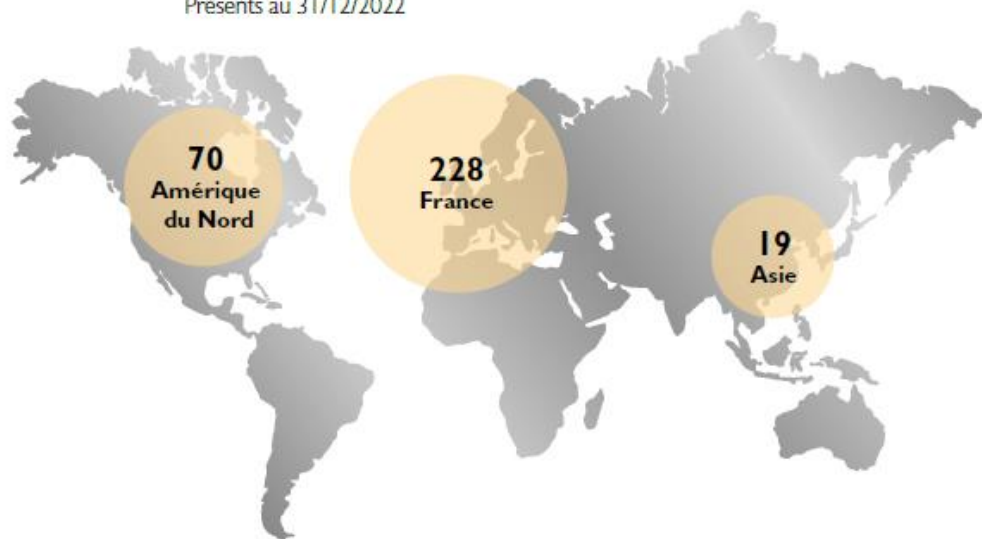 Présents au 31/12/2022
70
Amérique
du Nord
228
France
19
Asie